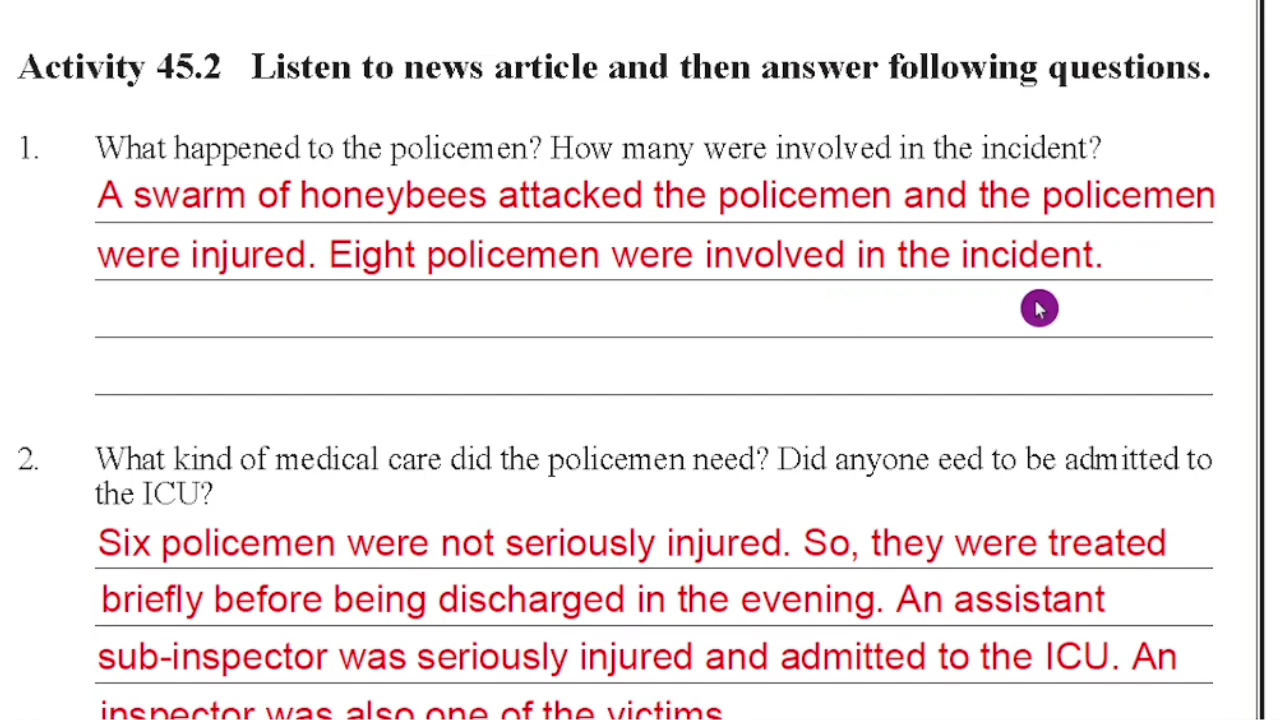 Activity 45.2 Listen to news article and then answer following questions.
1. What happened to the policemen? How many were involved in the incident?
A swarm of honeybees attacked the policemen and the policemen
were injured. Eight policemen were involved in the incident.
2. What kind of medical care did the policemen need? Did anyone eed to be admitted to
the ICU?
Six policemen were not seriously injured. So, they were treated
briefly before being discharged in the evening. An assistant
sub-inspector was seriously injured and admitted to the ICU. An
inspector was also one of the victims.